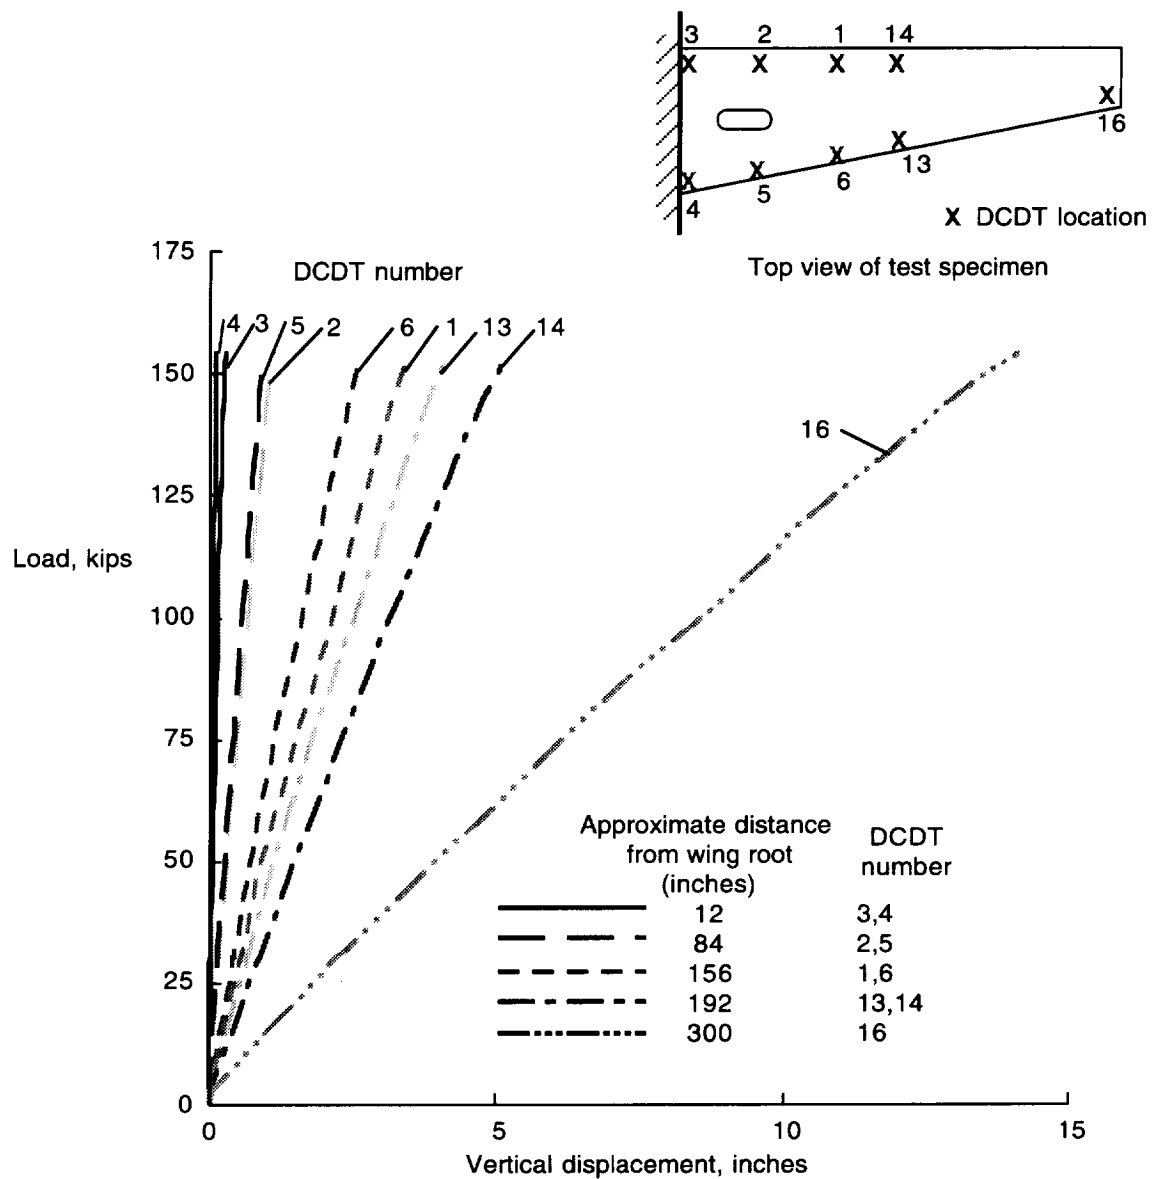 3 2 1 14
16
13
6
5
4
X DCDT location
Top view of test specimen
175
DCDT number
4 3 5 2 6 1 13 14
150
16
125
Load, kips
100
75
Approximate distance
from wing root
(inches)
DCDT
number
50
12 3,4
84 2,5
156 1,6
192 13,14
300 16
25
0
0 5 10 15
Vertical displacement, inches